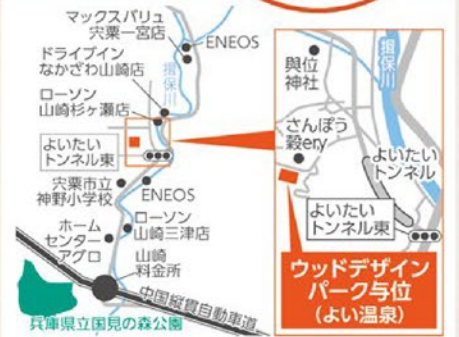 マックスバリュ
宍粟一宮店
ENEOS
ドライブイン
なかざわ山崎店
揖保川
ローソン
山崎杉ヶ瀬店
よいたい
トンネル東
宍粟市立
神野小学校
ENEOS
ホーム
センター
アグロ
ローソン
山崎三津店
山崎
料金所
中国縦貫自動車道
兵庫県立国見の森公園
揖保川
與位
神社
さんぽう
穀ery
よいたい
トンネル
よいたい
トンネル東
ウッドデザイン
パーク与位
(よい温泉)